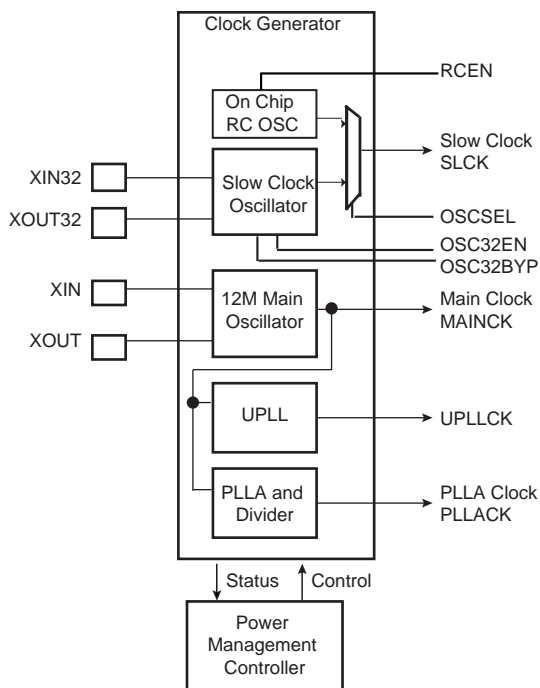 Clock Generator
RCEN
On Chip
RC OSC
Slow Clock
SLCK
XIN32
Slow Clock
Oscillator
XOUT32
OSCSEL
OSC32EN
OSC32BYP
XIN
12M Main
Oscillator
Main Clock
MAINCK
XOUT
UPLL
UPLLCK
PLLA and
Divider
PLLA Clock
PLLACK
Status
Control
Power
Management
Controller